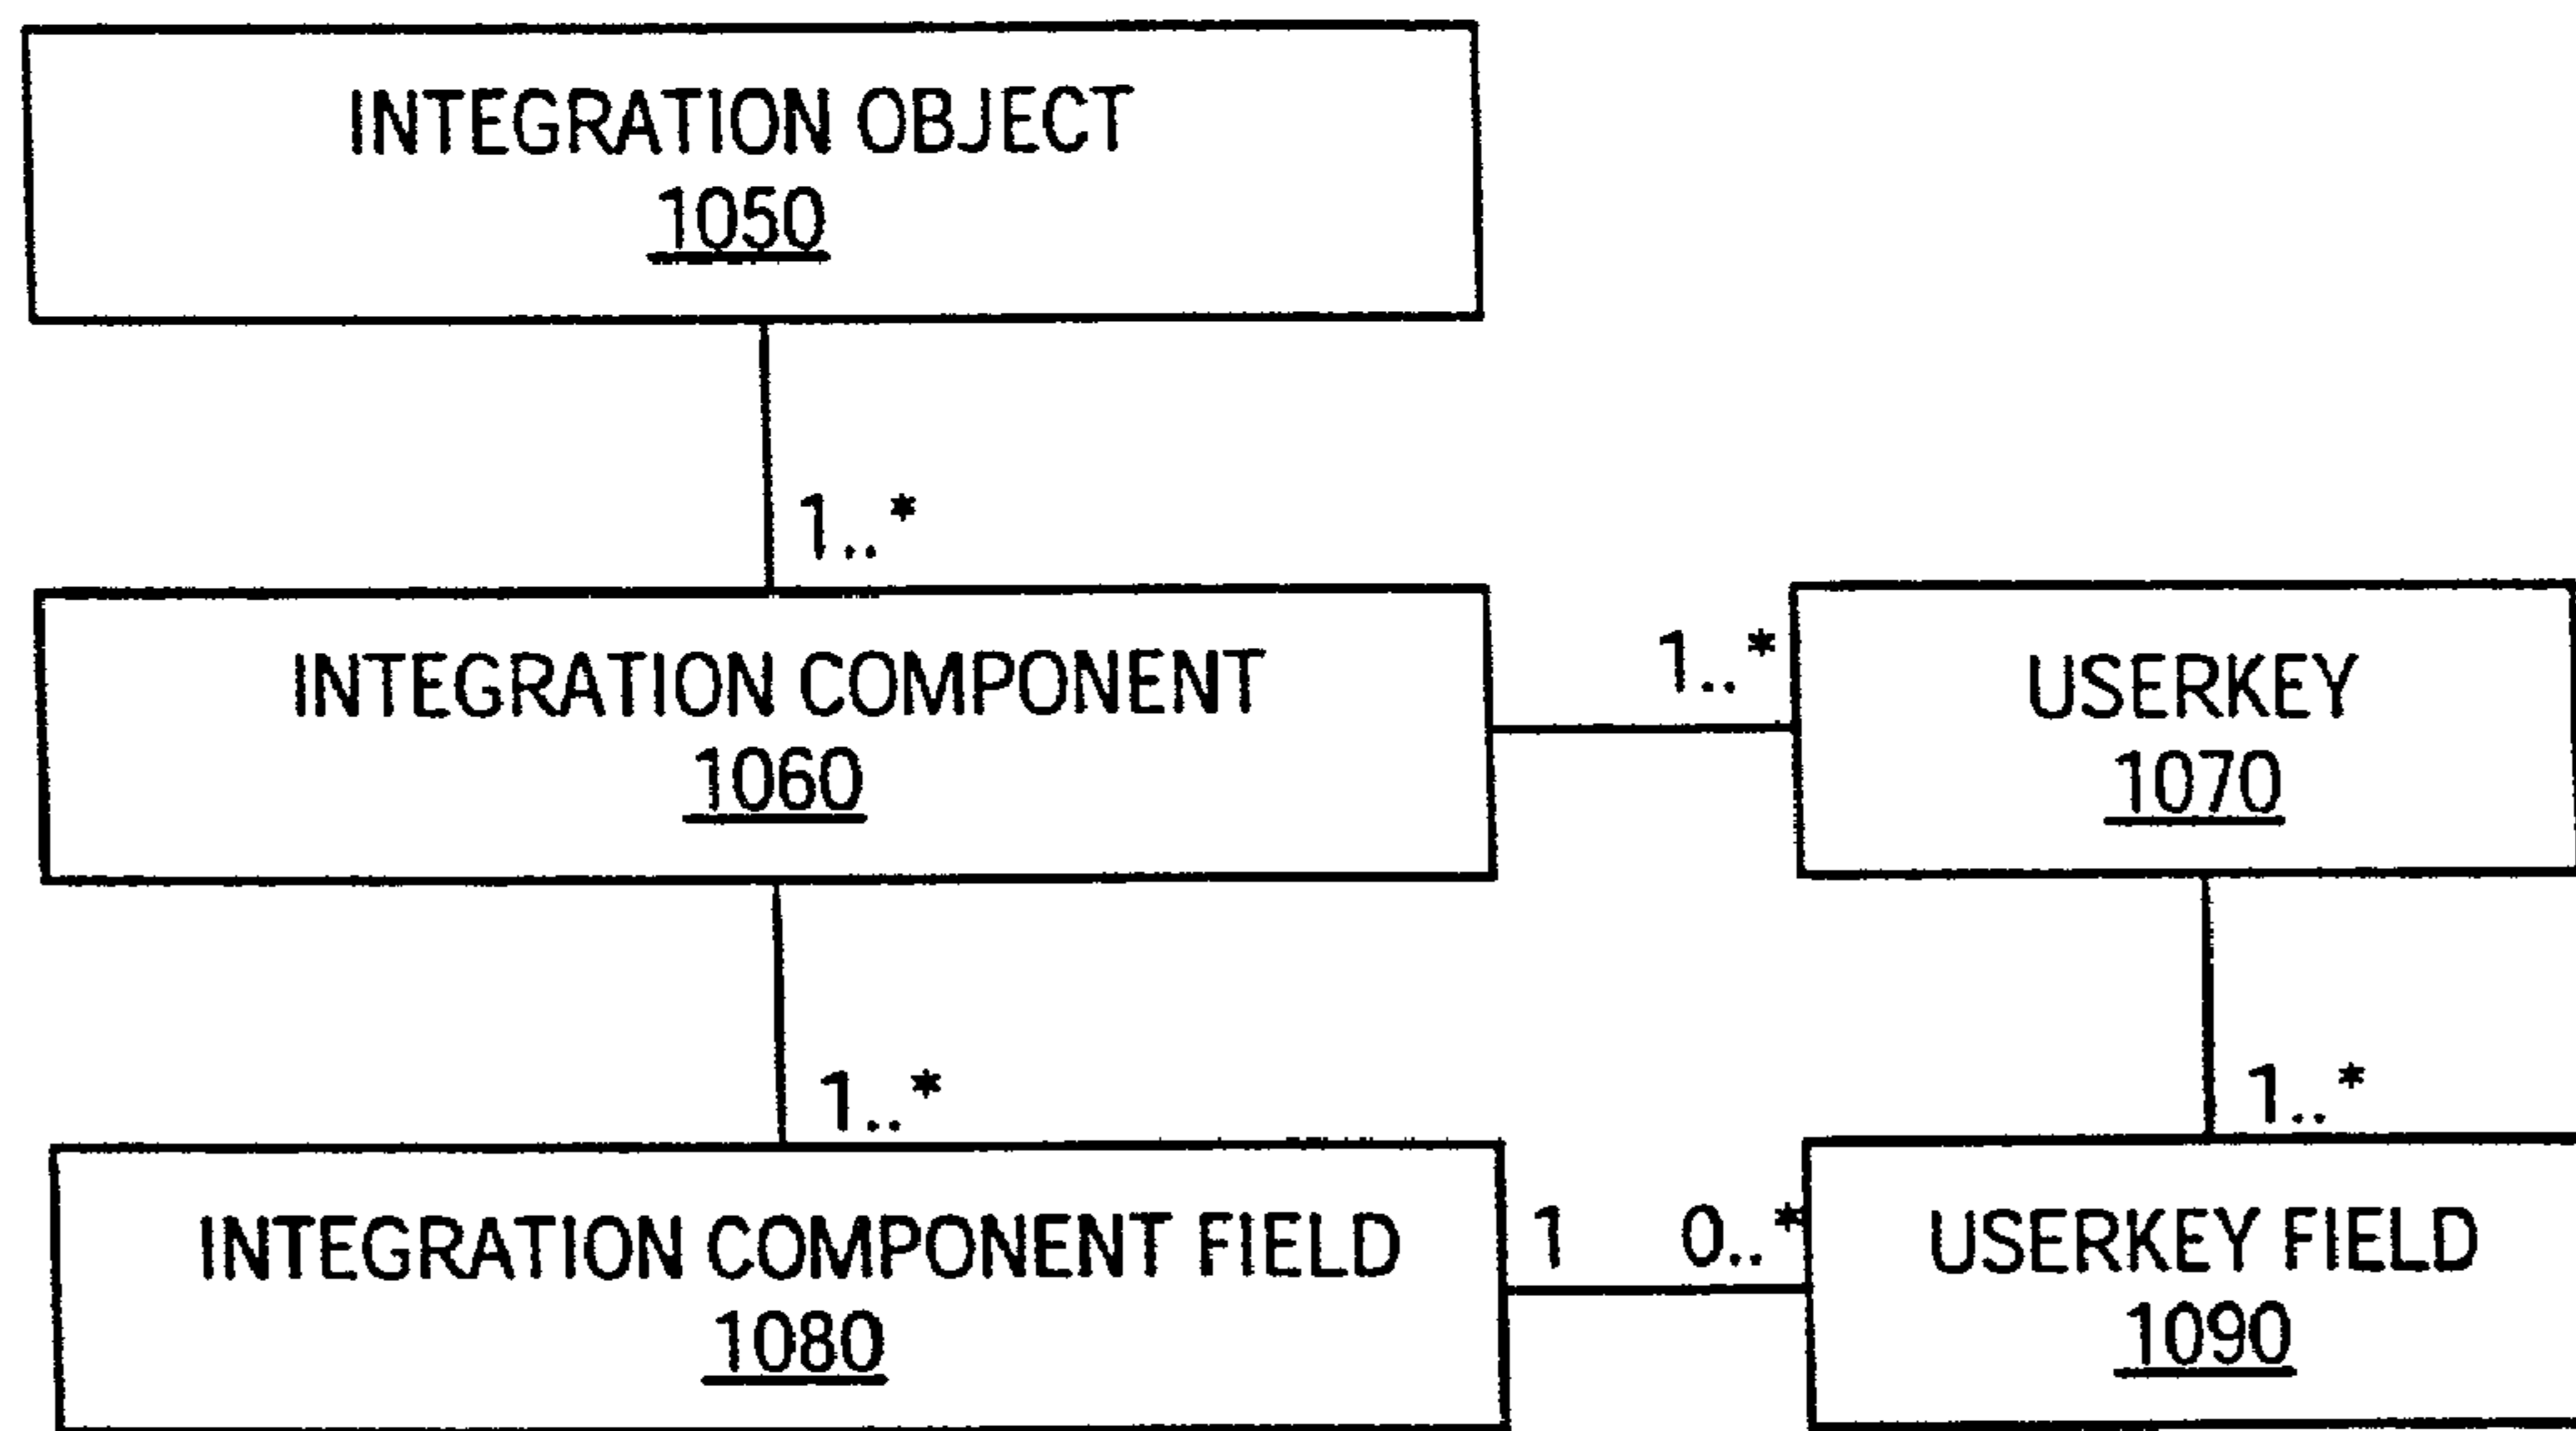 INTEGRATION OBJECT
1050
1..*
INTEGRATION COMPONENT
1060
1..*
USERKEY
1070
1..*
1..*
INTEGRATION COMPONENT FIELD
1080
1 0..*
USERKEY FIELD
1090